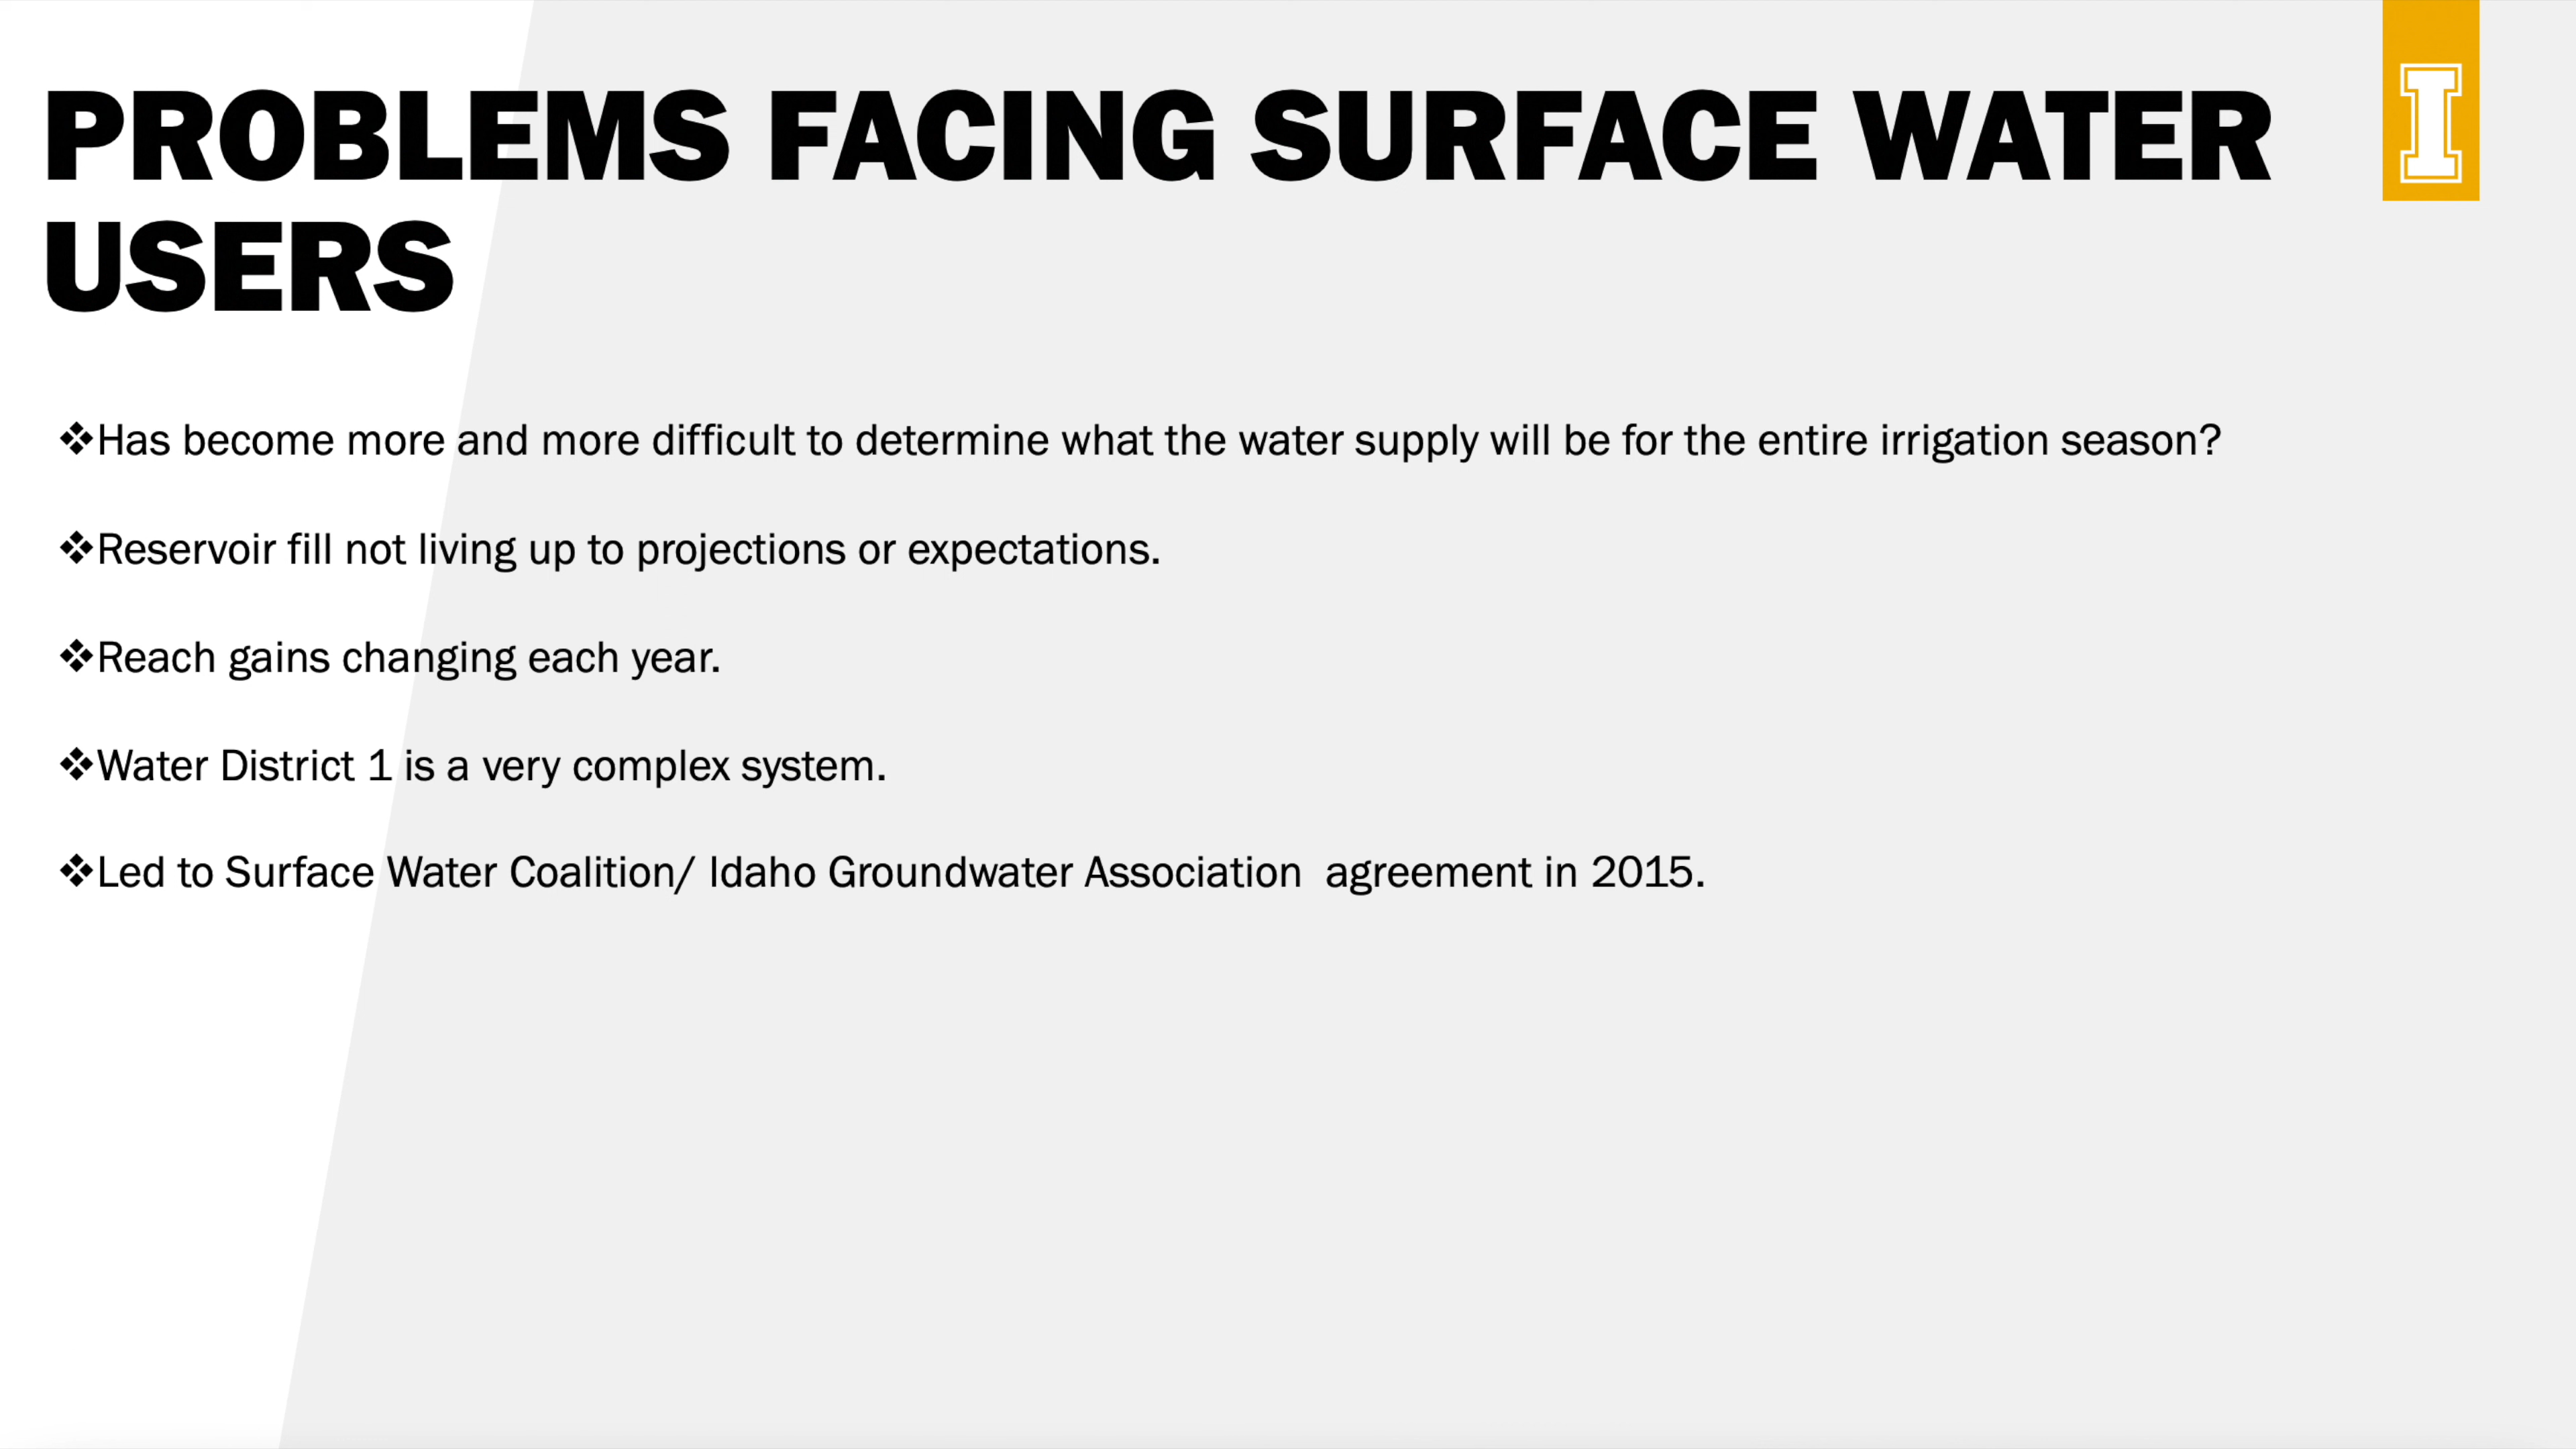 PROBLEMS FACING SURFACE WATER
USERS
I
❖Has become more and more difficult to determine what the water supply will be for the entire irrigation season?
❖Reservoir fill not living up to projections or expectations.
❖Reach gains changing each year.
❖Water District 1 is a very complex system.
❖Led to Surface Water Coalition/ Idaho Groundwater Association  agreement in 2015.